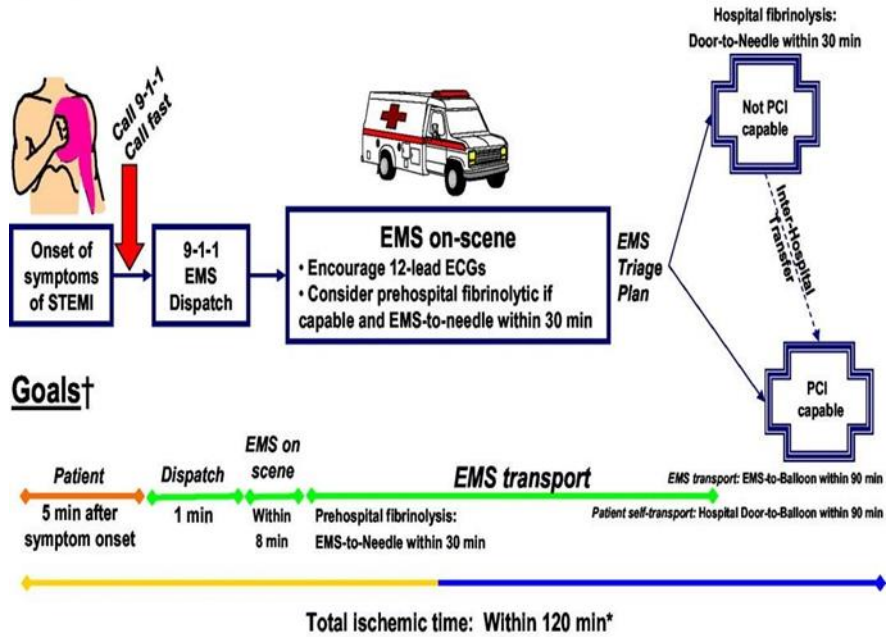 Hospital fibrinolysis:
Door-to-Needle within 30 min
Call 9-1-1
Call fast
Not PCI
capable
Onset of
symptoms
of STEMI
9-1-1
EMS
Dispatch
EMS on-scene
• Encourage 12-lead ECGs
• Consider prehospital fibrinolytic if
capable and EMS-to-needle within 30 min
EMS
Triage
Plan
Inter-Hospital
Transfer
PCI
capable
Goals†
Patient
5 min after
symptom onset
Dispatch
1 min
EMS on
scene
Within
8 min
EMS transport
Prehospital fibrinolysis:
EMS-to-Needle within 30 min
EMS transport: EMS-to-Balloon within 90 min
Patient self-transport: Hospital Door-to-Balloon within 90 min
Total ischemic time: Within 120 min*